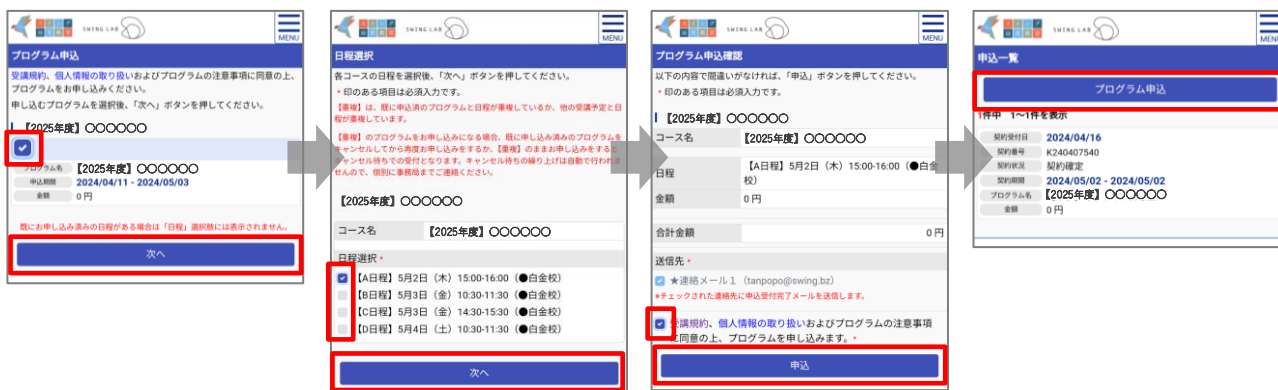 SWING LAB
MENU
プログラム申込
受講規約、個人情報の取り扱いおよびプログラムの注意事項に同意の上、
プログラムをお申し込みください。
申し込むプログラムを選択後、「次へ」ボタンを押してください。
【2025年度】〇〇〇〇〇〇
プログラム名 【2025年度】〇〇〇〇〇〇
申込期間 2024/04/11 - 2024/05/03
金額 0 円
既にお申し込み済みの日程がある場合は「日程」選択肢には表示されません。
次へ
SWING LAB
MENU
日程選択
各コースの日程を選択後、「次へ」ボタンを押してください。
* 印のある項目は必須入力です。
【重複】は、既に申込済のプログラムと日程が重複しているか、他の受講予定と日
程が重複しています。
【重複】のプログラムをお申し込みになる場合、既に申し込み済みのプログラムを
キャンセルしてから再度お申し込みをするか、【重複】のままお申し込みをすると
キャンセル待ちでの受付となります。キャンセル待ちの繰り上げは自動で行われま
せんので、個別に事務局までご連絡ください。
【2025年度】〇〇〇〇〇〇
コース名 【2025年度】〇〇〇〇〇〇
日程選択 *
【A日程】5月2日（木）15:00-16:00（●白金校）
【B日程】5月3日（金）10:30-11:30（●白金校）
【C日程】5月3日（金）14:30-15:30（●白金校）
【D日程】5月4日（土）10:30-11:30（●白金校）
次へ
SWING LAB
MENU
プログラム申込確認
以下の内容で間違いがなければ、「申込」ボタンを押してください。
* 印のある項目は必須入力です。
【2025年度】〇〇〇〇〇〇
コース名 【2025年度】〇〇〇〇〇〇
日程 【A日程】5月2日（木）15:00-16:00（●白金
校）
金額 0 円
合計金額 0 円
送信先 *
★連絡メール１（tanpopo@swing.bz）
*チェックされた連絡先に申込受付完了メールを送信します。
受講規約、個人情報の取り扱いおよびプログラムの注意事項
に同意の上、プログラムを申し込みます。*
申込
SWING LAB
MENU
申込一覧
プログラム申込
1件中 1～1件を表示
契約受付日 2024/04/16
契約番号 K240407540
契約状況 契約確定
契約期間 2024/05/02 - 2024/05/02
プログラム名 【2025年度】〇〇〇〇〇〇
金額 0 円